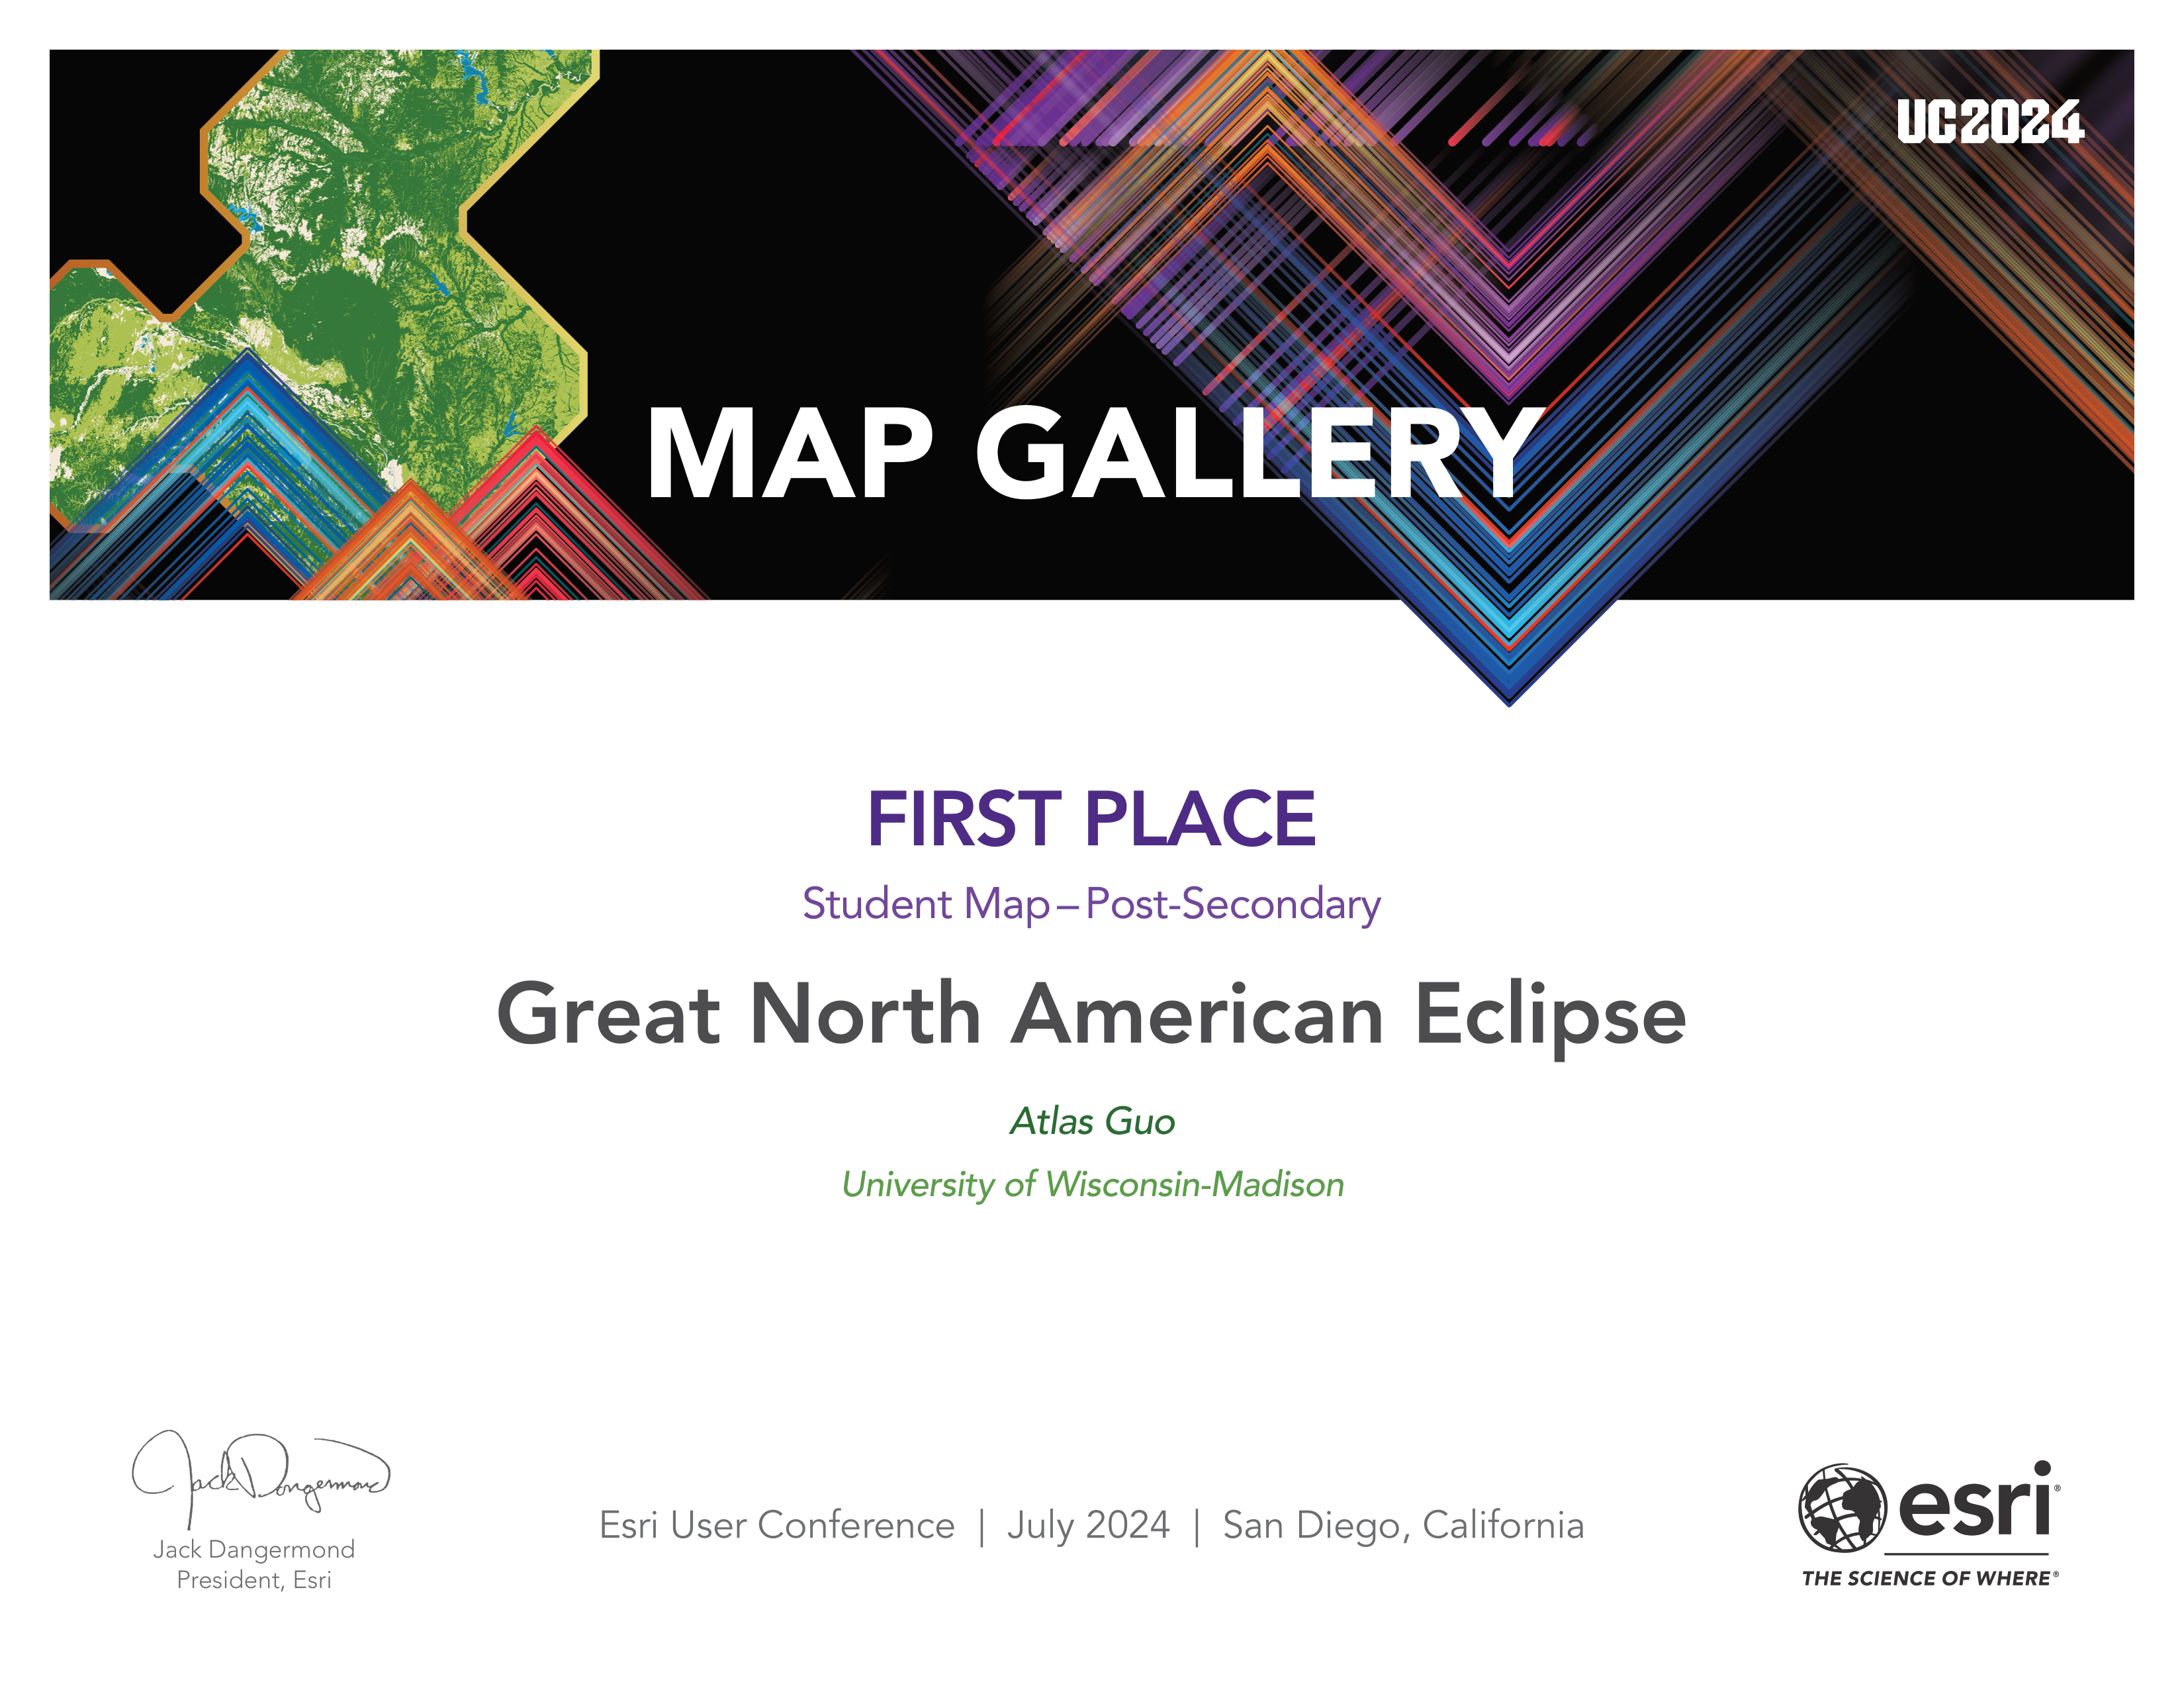 UC2024
MAP GALLERY
FIRST PLACE
Student Map – Post-Secondary
Great North American Eclipse
Atlas Guo
University of Wisconsin-Madison
Jack Dangermond
Jack Dangermond
President, Esri
Esri User Conference | July 2024 | San Diego, California
esri®
THE SCIENCE OF WHERE®